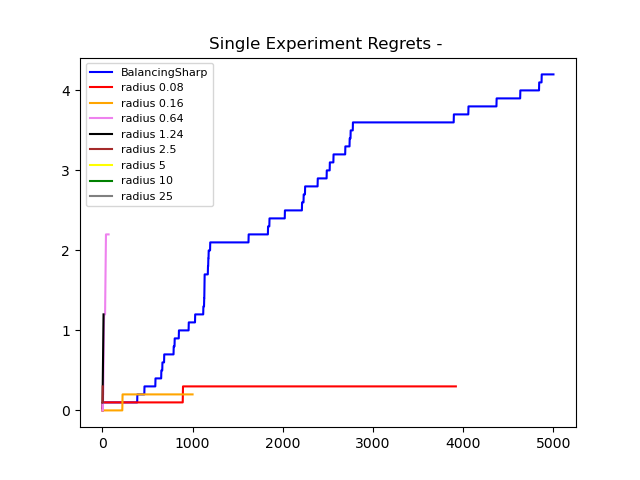 Single Experiment Regrets -
BalancingSharp
radius 0.08
radius 0.16
radius 0.64
radius 1.24
radius 2.5
radius 5
radius 10
radius 25
4
3
2
1
0
0 1000 2000 3000 4000 5000